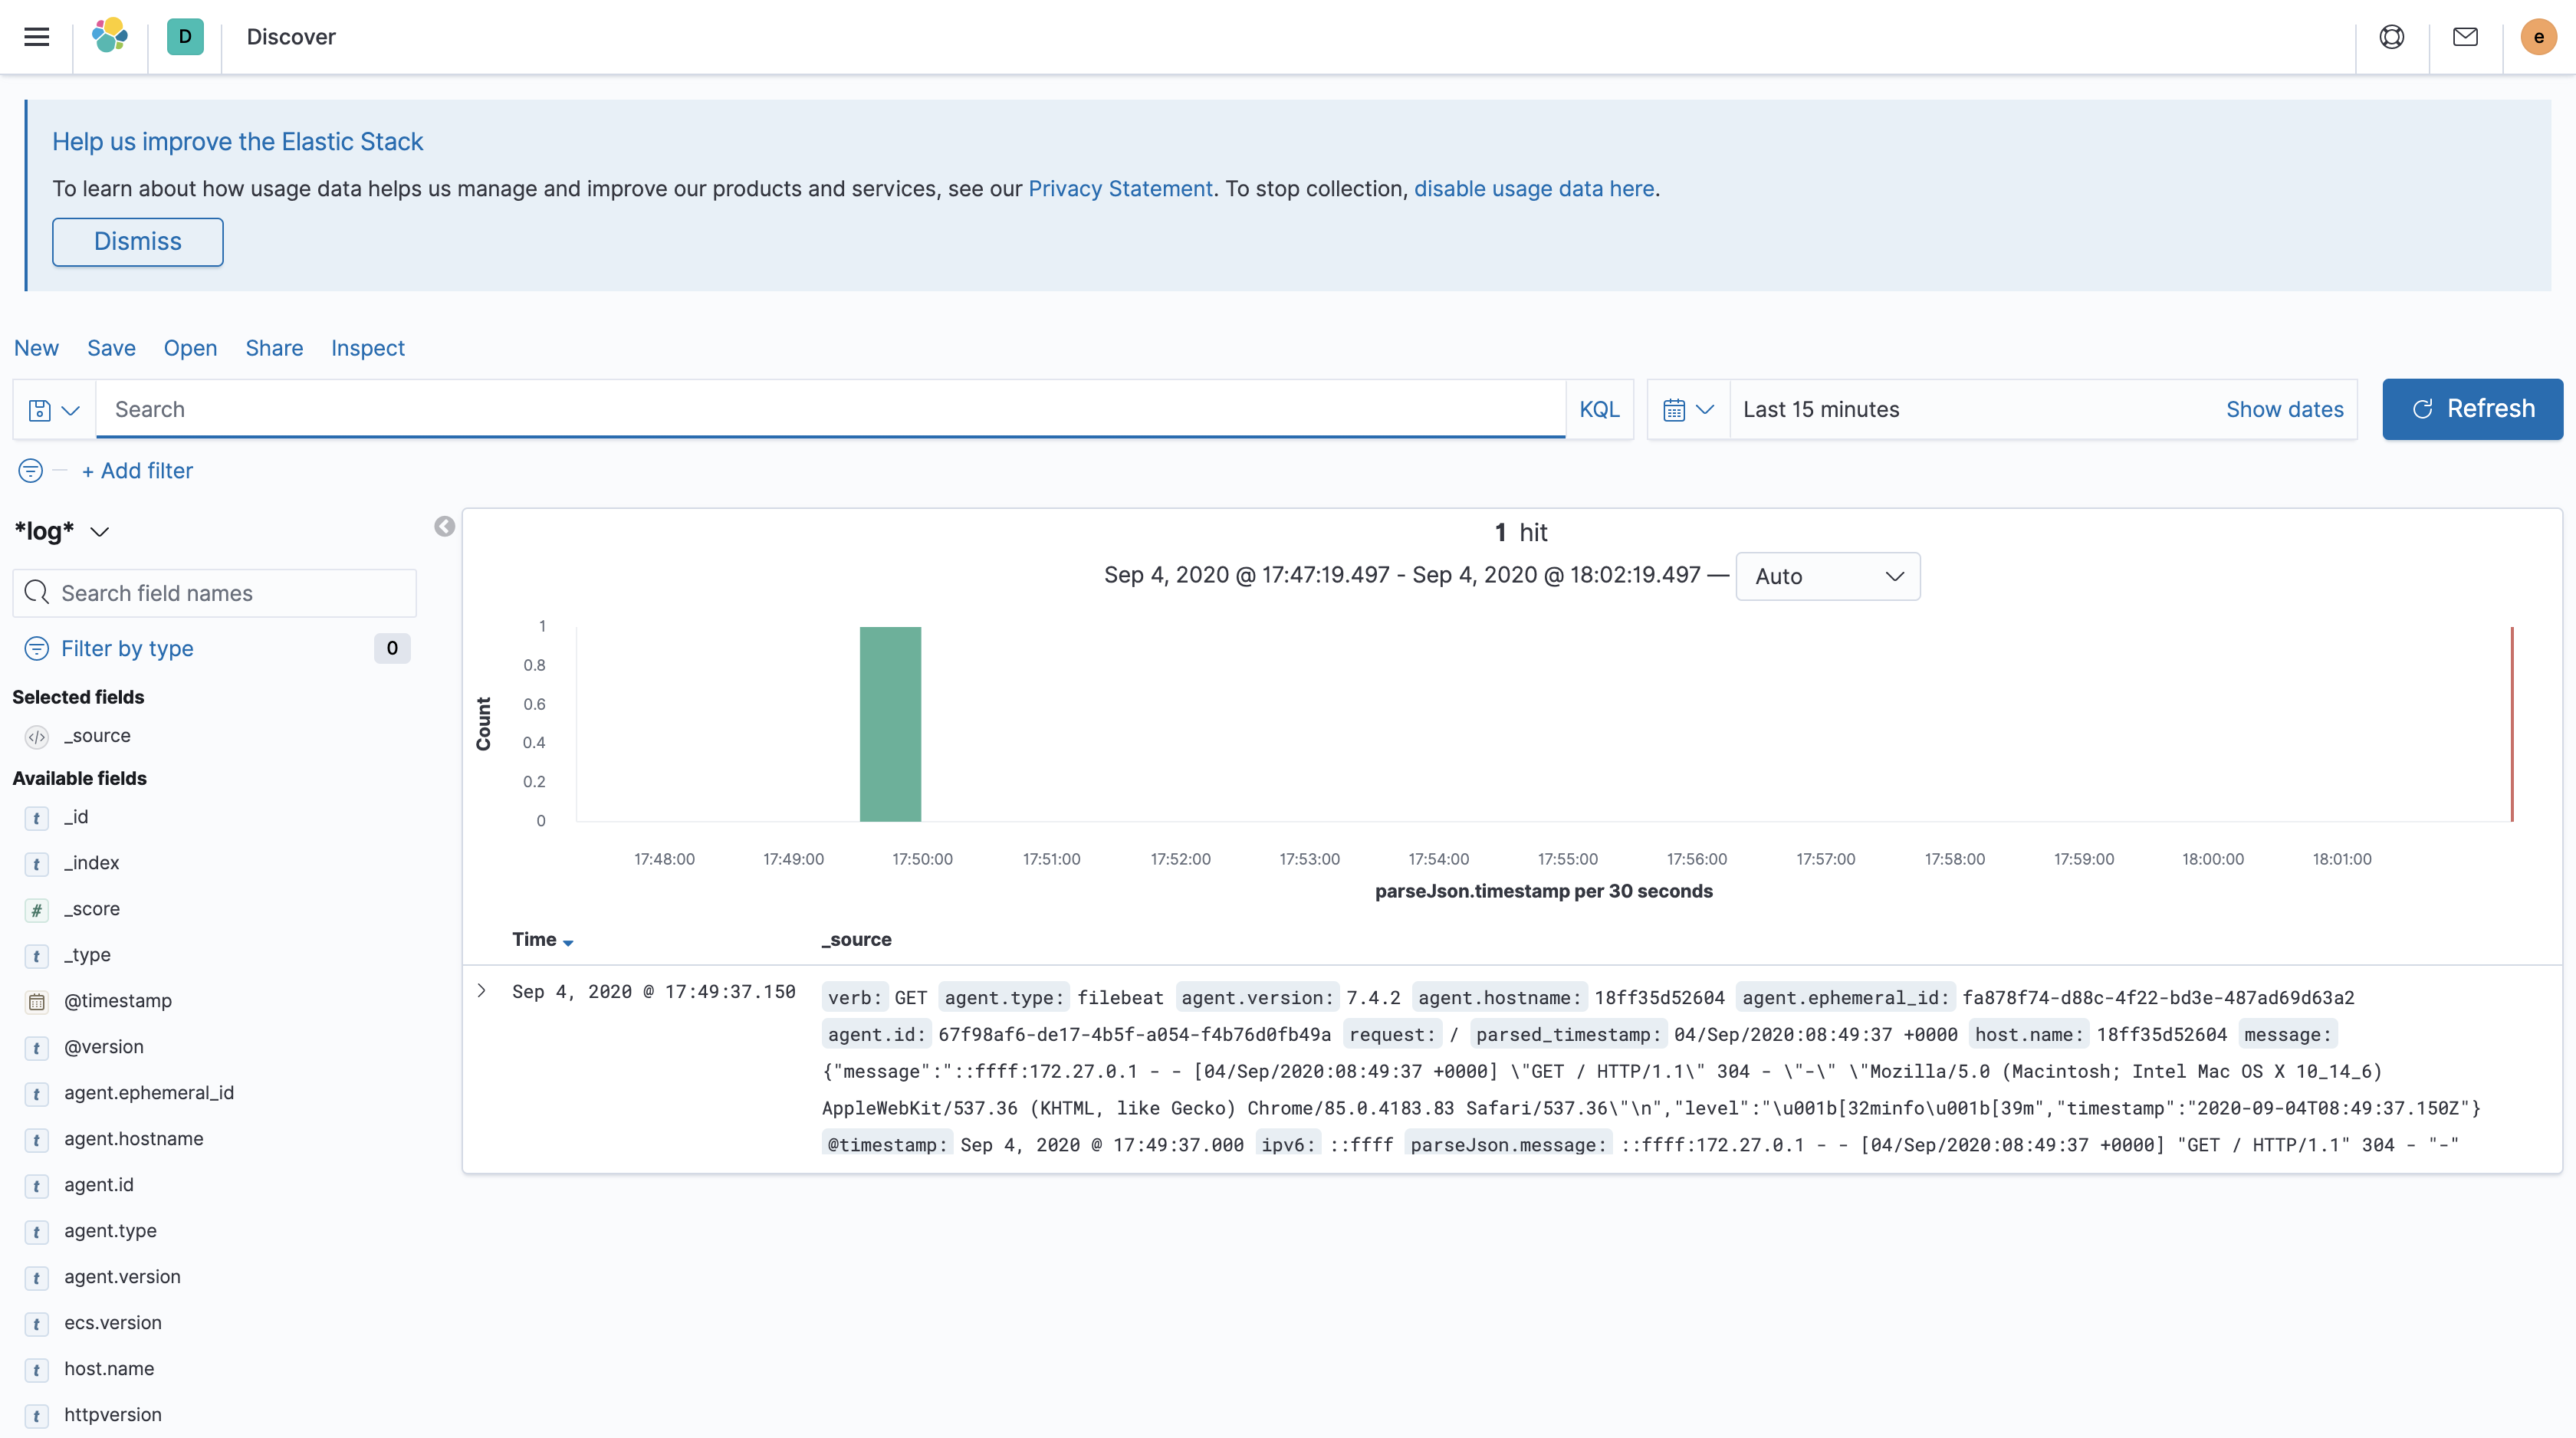 D
Discover
e
Help us improve the Elastic Stack
To learn about how usage data helps us manage and improve our products and services, see our Privacy Statement. To stop collection, disable usage data here.
Dismiss
New Save Open Share Inspect
Search
KQL
Last 15 minutes
Show dates
Refresh
+ Add filter
*log*
Search field names
Filter by type 0
Selected fields
</> _source
Available fields
t _id
t _index
# _score
t _type
@timestamp
t @version
t agent.ephemeral_id
t agent.hostname
t agent.id
t agent.type
t agent.version
t ecs.version
t host.name
t httpversion
1 hit
Sep 4, 2020 @ 17:47:19.497 - Sep 4, 2020 @ 18:02:19.497 — Auto
Count
1
0.8
0.6
0.4
0.2
0
17:48:00 17:49:00 17:50:00 17:51:00 17:52:00 17:53:00 17:54:00 17:55:00 17:56:00 17:57:00 17:58:00 17:59:00 18:00:00 18:01:00
parseJson.timestamp per 30 seconds
Time _source
Sep 4, 2020 @ 17:49:37.150 verb: GET agent.type: filebeat agent.version: 7.4.2 agent.hostname: 18ff35d52604 agent.ephemeral_id: fa878f74-d88c-4f22-bd3e-487ad69d63a2
agent.id: 67f98af6-de17-4b5f-a054-f4b76d0fb49a request: / parsed_timestamp: 04/Sep/2020:08:49:37 +0000 host.name: 18ff35d52604 message:
{"message":"::ffff:172.27.0.1 - - [04/Sep/2020:08:49:37 +0000] \"GET / HTTP/1.1\" 304 - \"-\" \"Mozilla/5.0 (Macintosh; Intel Mac OS X 10_14_6)
AppleWebKit/537.36 (KHTML, like Gecko) Chrome/85.0.4183.83 Safari/537.36\"\n","level":"\u001b[32minfo\u001b[39m","timestamp":"2020-09-04T08:49:37.150Z"}
@timestamp: Sep 4, 2020 @ 17:49:37.000 ipv6: ::ffff parseJson.message: ::ffff:172.27.0.1 - - [04/Sep/2020:08:49:37 +0000] "GET / HTTP/1.1" 304 - "-"